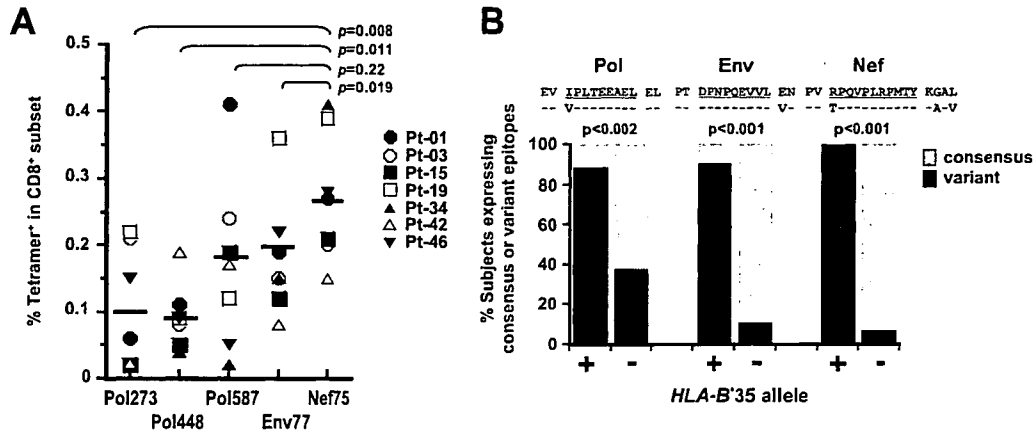 A
% Tetramer⁺ in CD8⁺ subset
0.5
0.4
0.3
0.2
0.1
0
p=0.008
p=0.011
p=0.22
p=0.019
Pol273
Pol448
Pol587
Env77
Nef75
Pt-01
Pt-03
Pt-15
Pt-19
Pt-34
Pt-42
Pt-46
B
Pol Env Nef
EV IPLTEEAEL EL PT DPNPQEVVL EN PV RPQVPLRPMTY KGAL
-- V-------- -- -- --------- V- -- T---------- -A-V
p<0.002 p<0.001 p<0.001
% Subjects expressing
consensus or variant epitopes
100
80
60
40
20
0
+ - + - + -
HLA-B*35 allele
consensus
variant